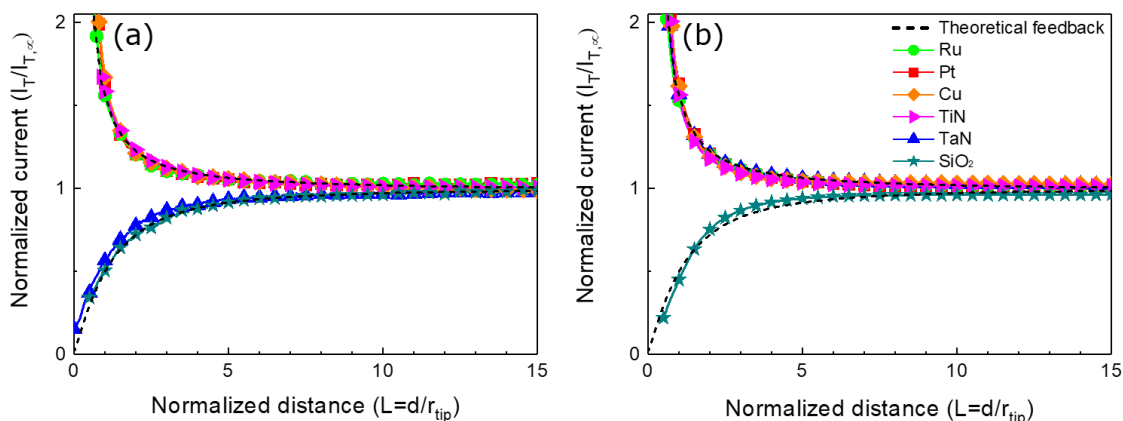 (a)
2
1
0
0
5
10
15
Normalized current (I_T/I_T,∞)
Normalized distance (L=d/r_tip)
(b)
2
1
0
0
5
10
15
Normalized current (I_T/I_T,∞)
Normalized distance (L=d/r_tip)
Theoretical feedback
Ru
Pt
Cu
TiN
TaN
SiO₂